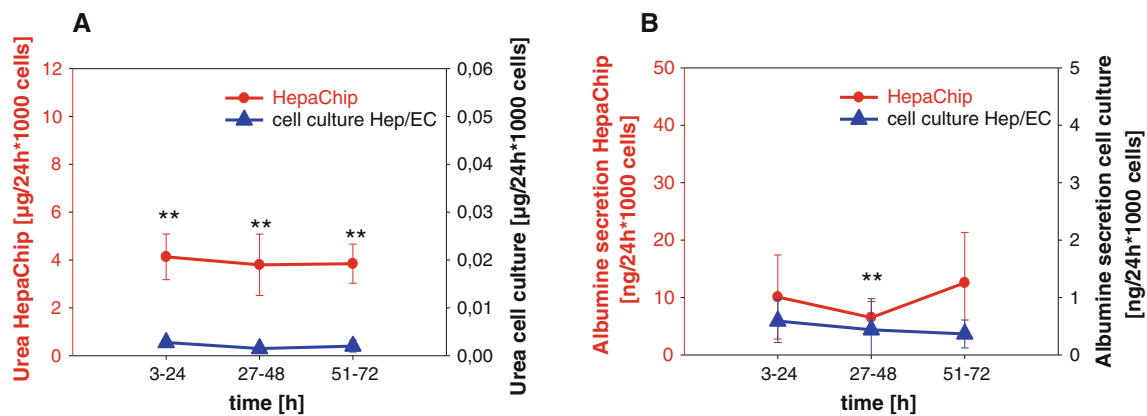 A
Urea HepaChip [µg/24h*1000 cells]
12
10
8
6
4
2
0
HepaChip
cell culture Hep/EC
**
**
**
0,06
0,05
0,04
0,03
0,02
0,01
0,00
Urea cell culture [µg/24h*1000 cells]
3-24
27-48
51-72
time [h]
B
Albumine secretion HepaChip
[ng/24h*1000 cells]
50
40
30
20
10
0
HepaChip
cell culture Hep/EC
**
5
4
3
2
1
0
Albumine secretion cell culture
[ng/24h*1000 cells]
3-24
27-48
51-72
time [h]